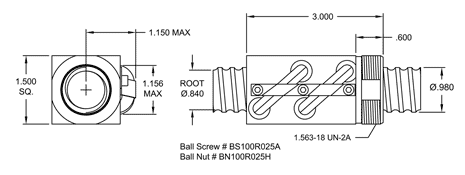 1.150 MAX
3.000
.600
1.500
SQ.
1.156
MAX
ROOT
Ø.840
Ø.980
1.563-18 UN-2A
Ball Screw # BS100R025A
Ball Nut # BN100R025H